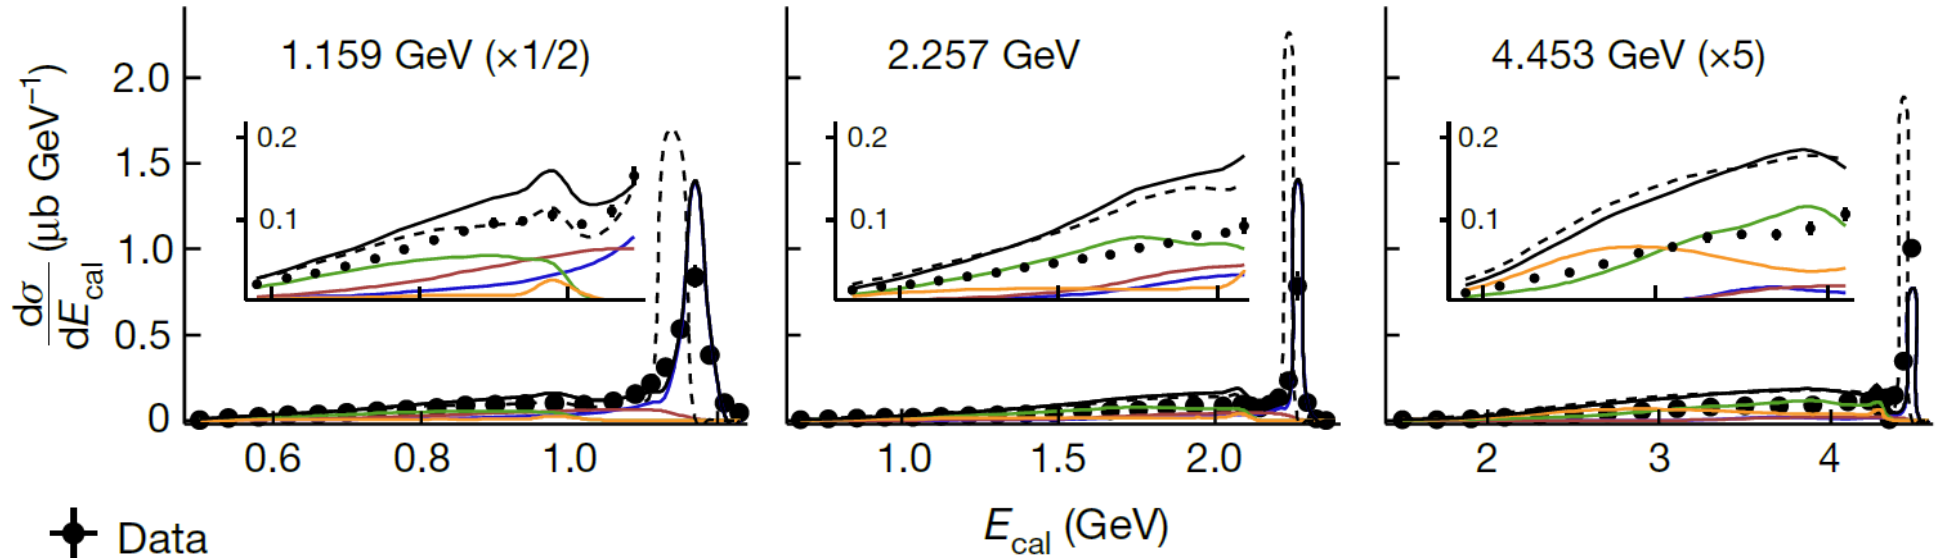 1.159 GeV (×1/2)
2.257 GeV
4.453 GeV (×5)
dσ/dE_cal (μb GeV⁻¹)
2.0
1.5
1.0
0.5
0
0.2
0.1
0.2
0.1
0.2
0.1
0.6 0.8 1.0
1.0 1.5 2.0
2 3 4
E_cal (GeV)
Data